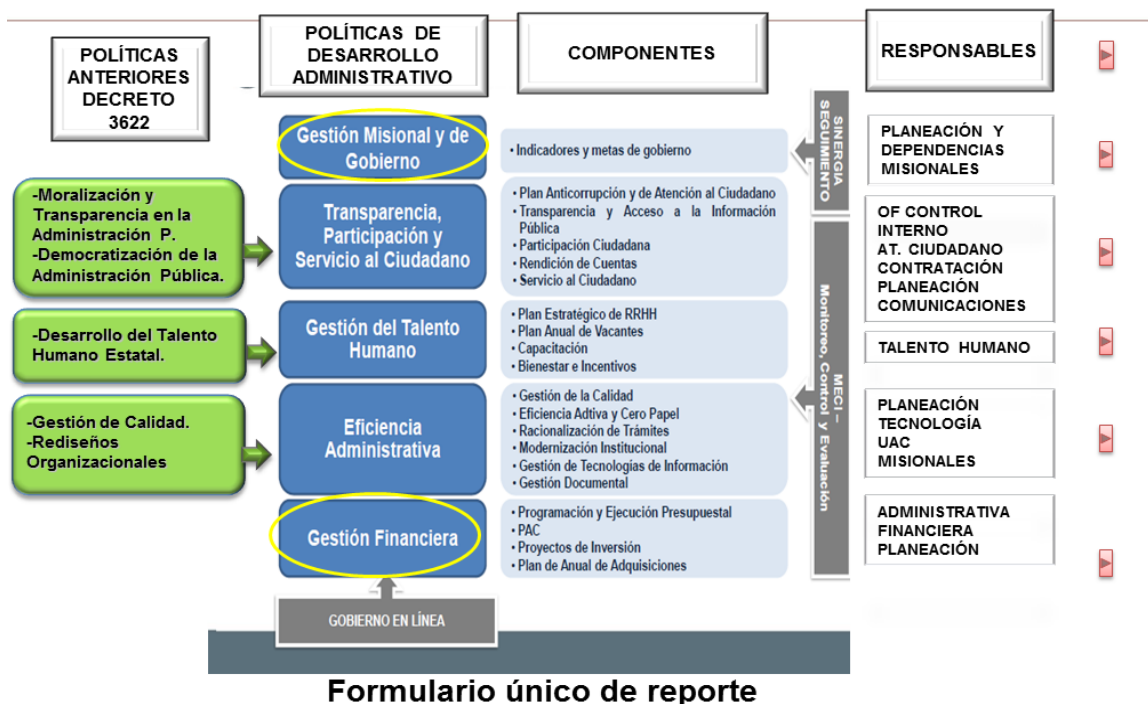 POLÍTICAS
ANTERIORES
DECRETO
3622
POLÍTICAS DE
DESARROLLO
ADMINISTRATIVO
COMPONENTES
RESPONSABLES
Gestión Misional y de
Gobierno
• Indicadores y metas de gobierno
SINERGIA
SEGUIMIENTO
PLANEACIÓN Y
DEPENDENCIAS
MISIONALES
-Moralización y
Transparencia en la
Administración P.
-Democratización de la
Administración Pública.
Transparencia,
Participación y
Servicio al Ciudadano
• Plan Anticorrupción y de Atención al Ciudadano
• Transparencia y Acceso a la Información
Pública
• Participación Ciudadana
• Rendición de Cuentas
• Servicio al Ciudadano
OF CONTROL
INTERNO
AT. CIUDADANO
CONTRATACIÓN
PLANEACIÓN
COMUNICACIONES
-Desarrollo del Talento
Humano Estatal.
Gestión del Talento
Humano
• Plan Estratégico de RRHH
• Plan Anual de Vacantes
• Capacitación
• Bienestar e Incentivos
MECI –
Monitoreo, Control y Evaluación
TALENTO HUMANO
-Gestión de Calidad.
-Rediseños
Organizacionales
Eficiencia
Administrativa
• Gestión de la Calidad
• Eficiencia Adtiva y Cero Papel
• Racionalización de Trámites
• Modernización Institucional
• Gestión de Tecnologías de Información
• Gestión Documental
PLANEACIÓN
TECNOLOGÍA
UAC
MISIONALES
Gestión Financiera
• Programación y Ejecución Presupuestal
• PAC
• Proyectos de Inversión
• Plan de Anual de Adquisiciones
ADMINISTRATIVA
FINANCIERA
PLANEACIÓN
GOBIERNO EN LÍNEA
Formulario único de reporte